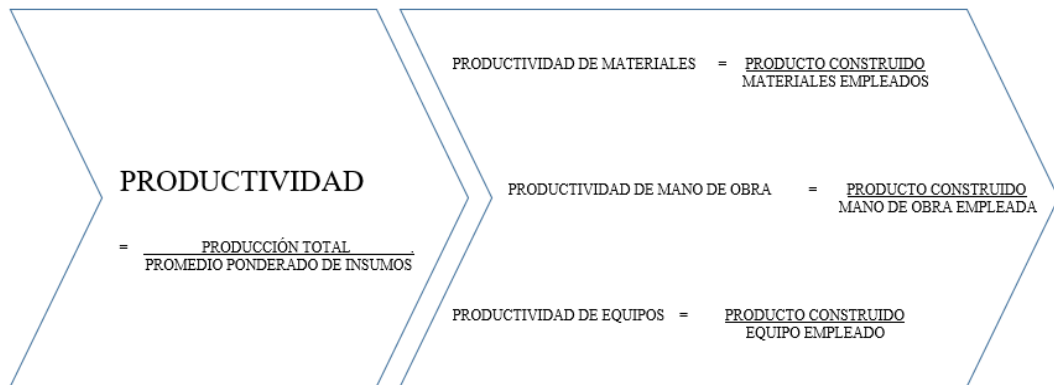 PRODUCTIVIDAD
= PRODUCCIÓN TOTAL .
PROMEDIO PONDERADO DE INSUMOS
PRODUCTIVIDAD DE MATERIALES = PRODUCTO CONSTRUIDO
MATERIALES EMPLEADOS
PRODUCTIVIDAD DE MANO DE OBRA = PRODUCTO CONSTRUIDO
MANO DE OBRA EMPLEADA
PRODUCTIVIDAD DE EQUIPOS = PRODUCTO CONSTRUIDO
EQUIPO EMPLEADO